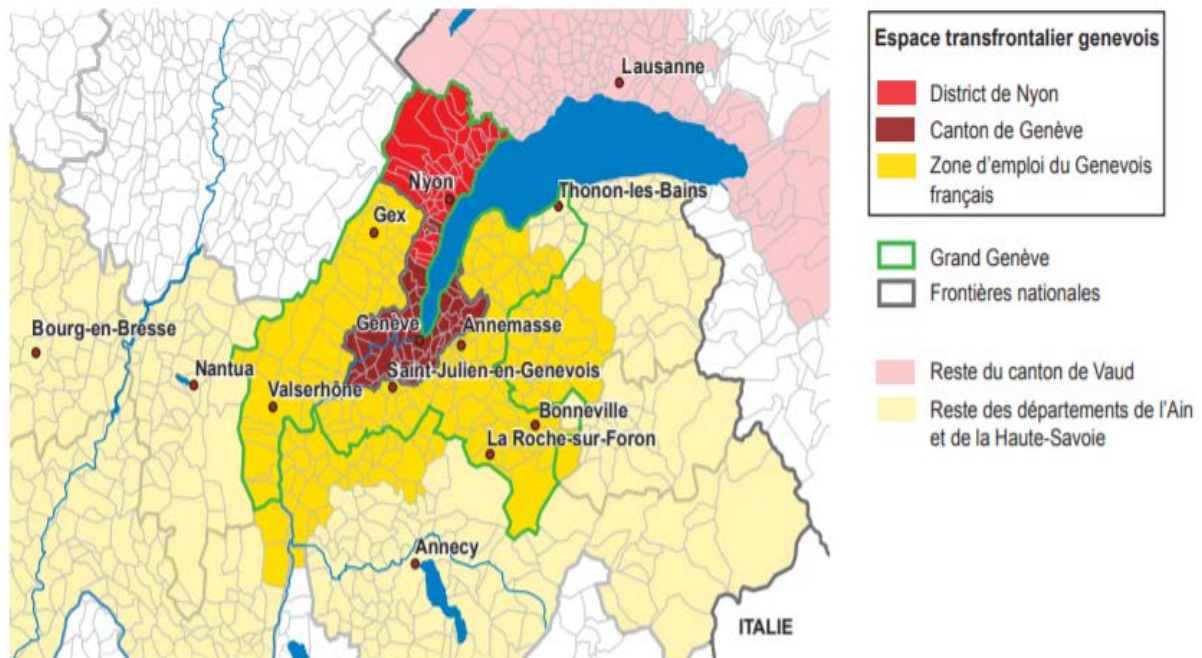 Lausanne
Nyon
Thonon-les-Bains
Gex
Bourg-en-Bresse
Genève
Annemasse
Nantua
Saint-Julien-en-Genevois
Valserhône
Bonneville
La Roche-sur-Foron
Annecy
ITALIE
Espace transfrontalier genevois
District de Nyon
Canton de Genève
Zone d'emploi du Genevois
français
Grand Genève
Frontières nationales
Reste du canton de Vaud
Reste des départements de l'Ain
et de la Haute-Savoie